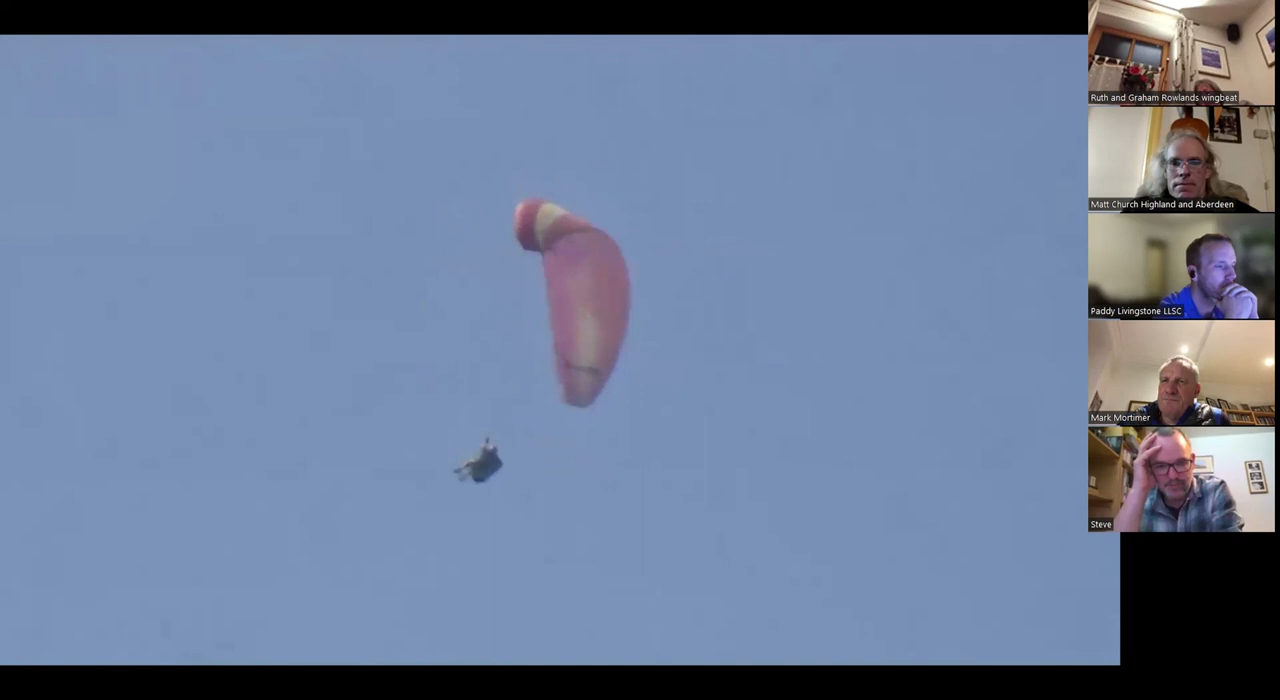 Ruth and Graham Rowlands wingbeat
Matt Church Highland and Aberdeen
Paddy Livingstone LLSC
Mark Mortimer
Steve